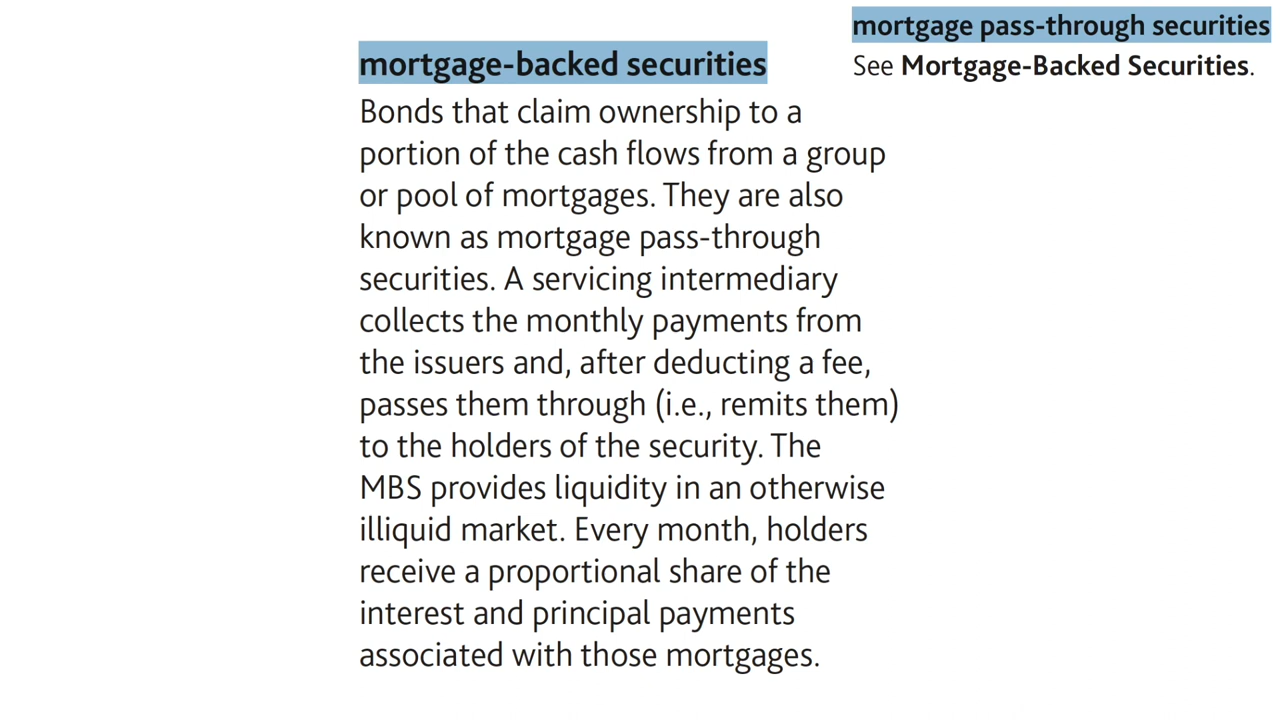 mortgage-backed securities
Bonds that claim ownership to a
portion of the cash flows from a group
or pool of mortgages. They are also
known as mortgage pass-through
securities. A servicing intermediary
collects the monthly payments from
the issuers and, after deducting a fee,
passes them through (i.e., remits them)
to the holders of the security. The
MBS provides liquidity in an otherwise
illiquid market. Every month, holders
receive a proportional share of the
interest and principal payments
associated with those mortgages.
mortgage pass-through securities
See Mortgage-Backed Securities.